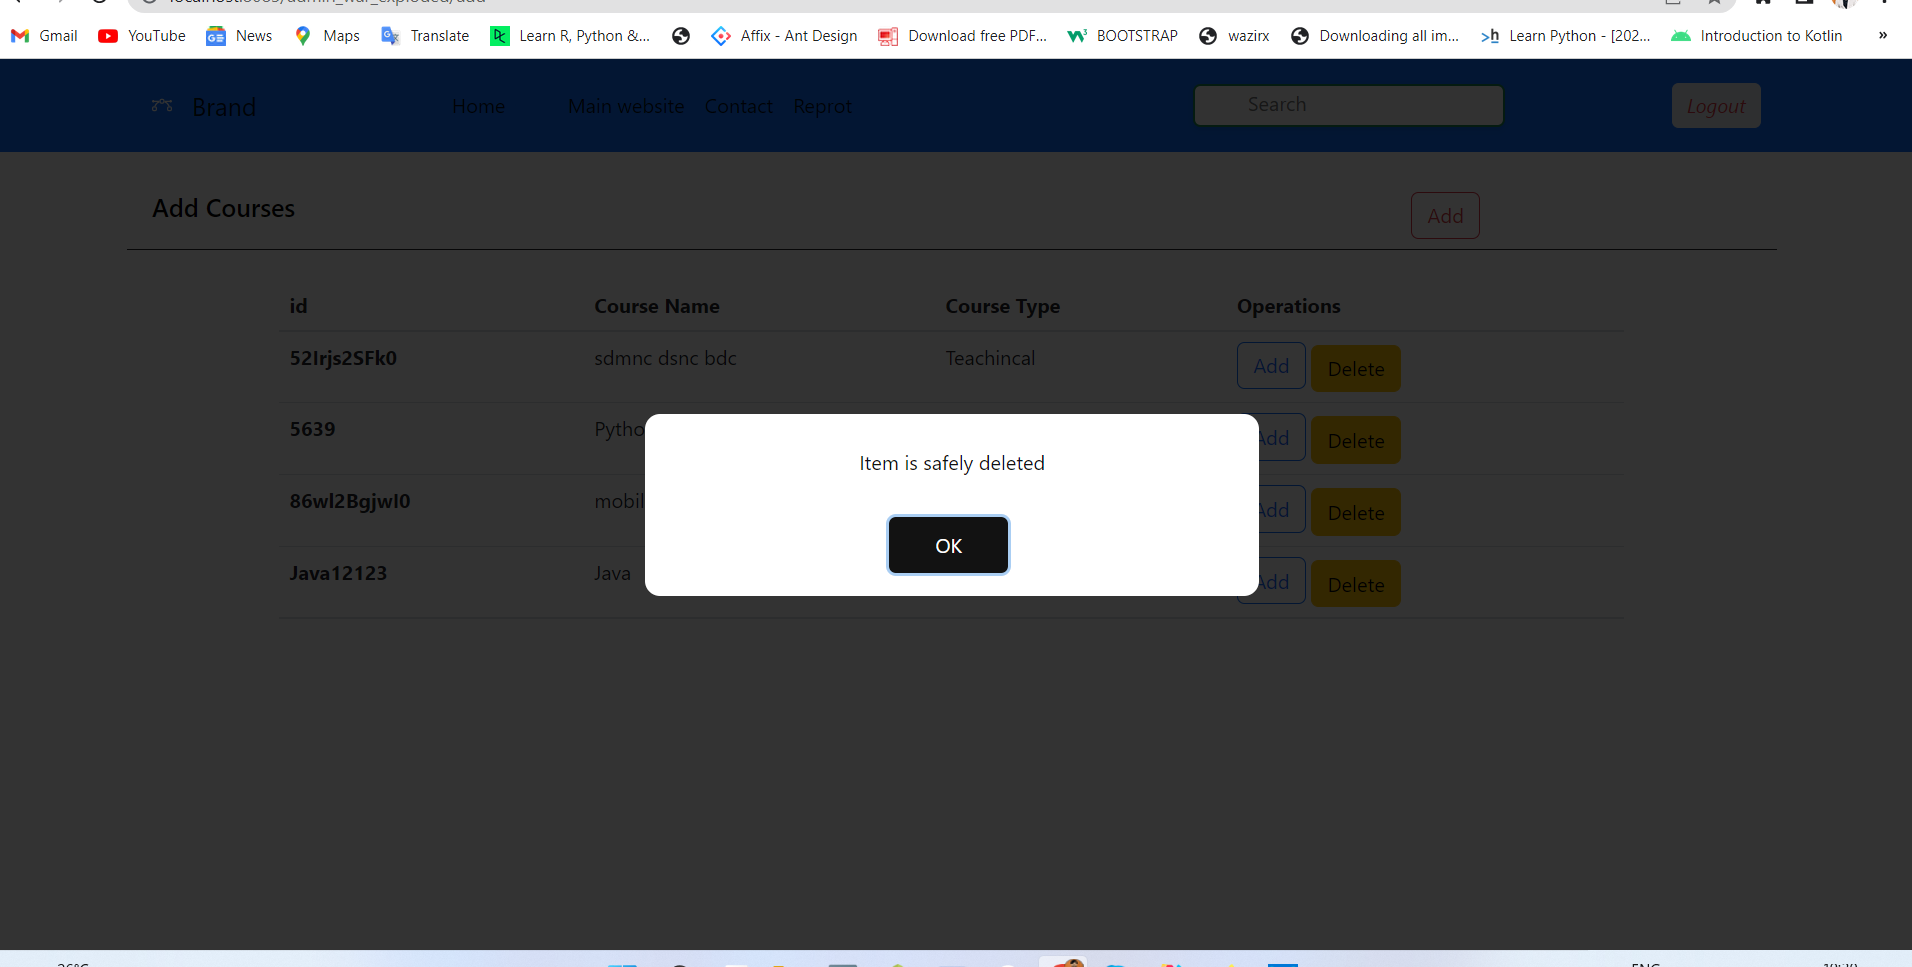 Gmail YouTube News Maps Translate Learn R, Python &... Affix - Ant Design Download free PDF... BOOTSTRAP wazirx Downloading all im... Learn Python - [202... Introduction to Kotlin »
Brand Home Main website Contact Reprot Search Logout
Add Courses Add
id Course Name Course Type Operations
52Irjs2SFk0 sdmnc dsnc bdc Teachincal Add Delete
5639 Pytho Add Delete
Item is safely deleted
86wl2BgjwI0 mobil Add Delete
OK
Java12123 Java Add Delete